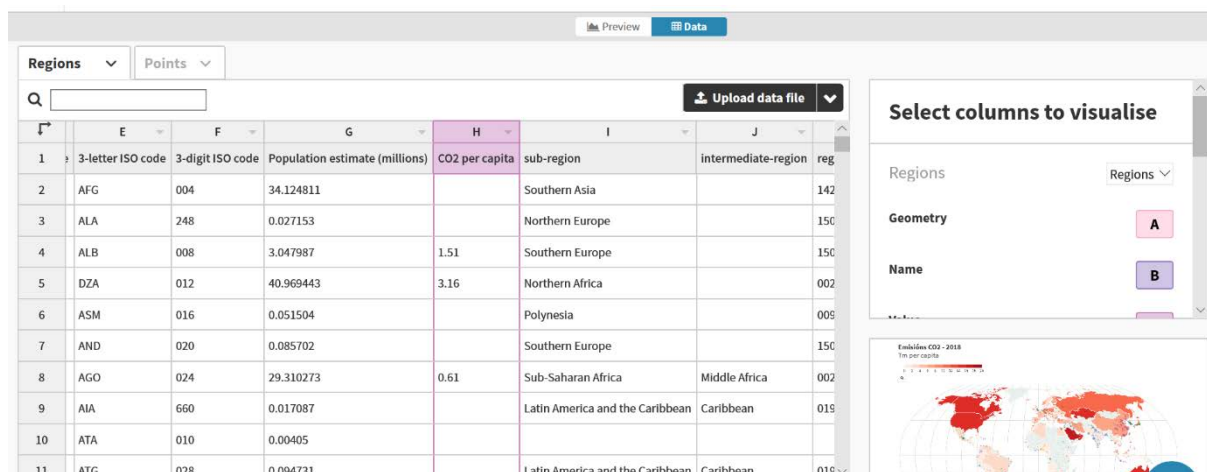 Preview Data
Regions Points
Upload data file
Select columns to visualise
E F G H I J
1 3-letter ISO code 3-digit ISO code Population estimate (millions) CO2 per capita sub-region intermediate-region reg
Regions Regions
2 AFG 004 34.124811 Southern Asia 142
3 ALA 248 0.027153 Northern Europe 150
Geometry A
4 ALB 008 3.047987 1.51 Southern Europe 150
5 DZA 012 40.969443 3.16 Northern Africa 002
Name B
6 ASM 016 0.051504 Polynesia 009
7 AND 020 0.085702 Southern Europe 150
Emisións CO2 - 2018
Tm per capita
8 AGO 024 29.310273 0.61 Sub-Saharan Africa Middle Africa 002
9 AIA 660 0.017087 Latin America and the Caribbean Caribbean 019
10 ATA 010 0.00405
11 ATG 028 0.094731 Latin America and the Caribbean Caribbean 019